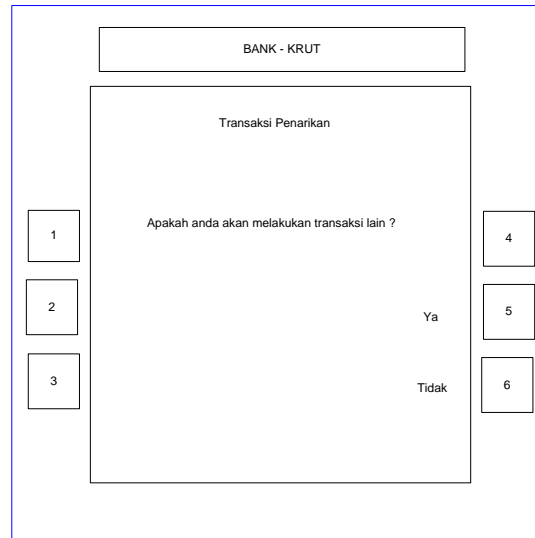 BANK - KRUT
Transaksi Penarikan
Apakah anda akan melakukan transaksi lain ?
1
4
2
5
Ya
3
6
Tidak